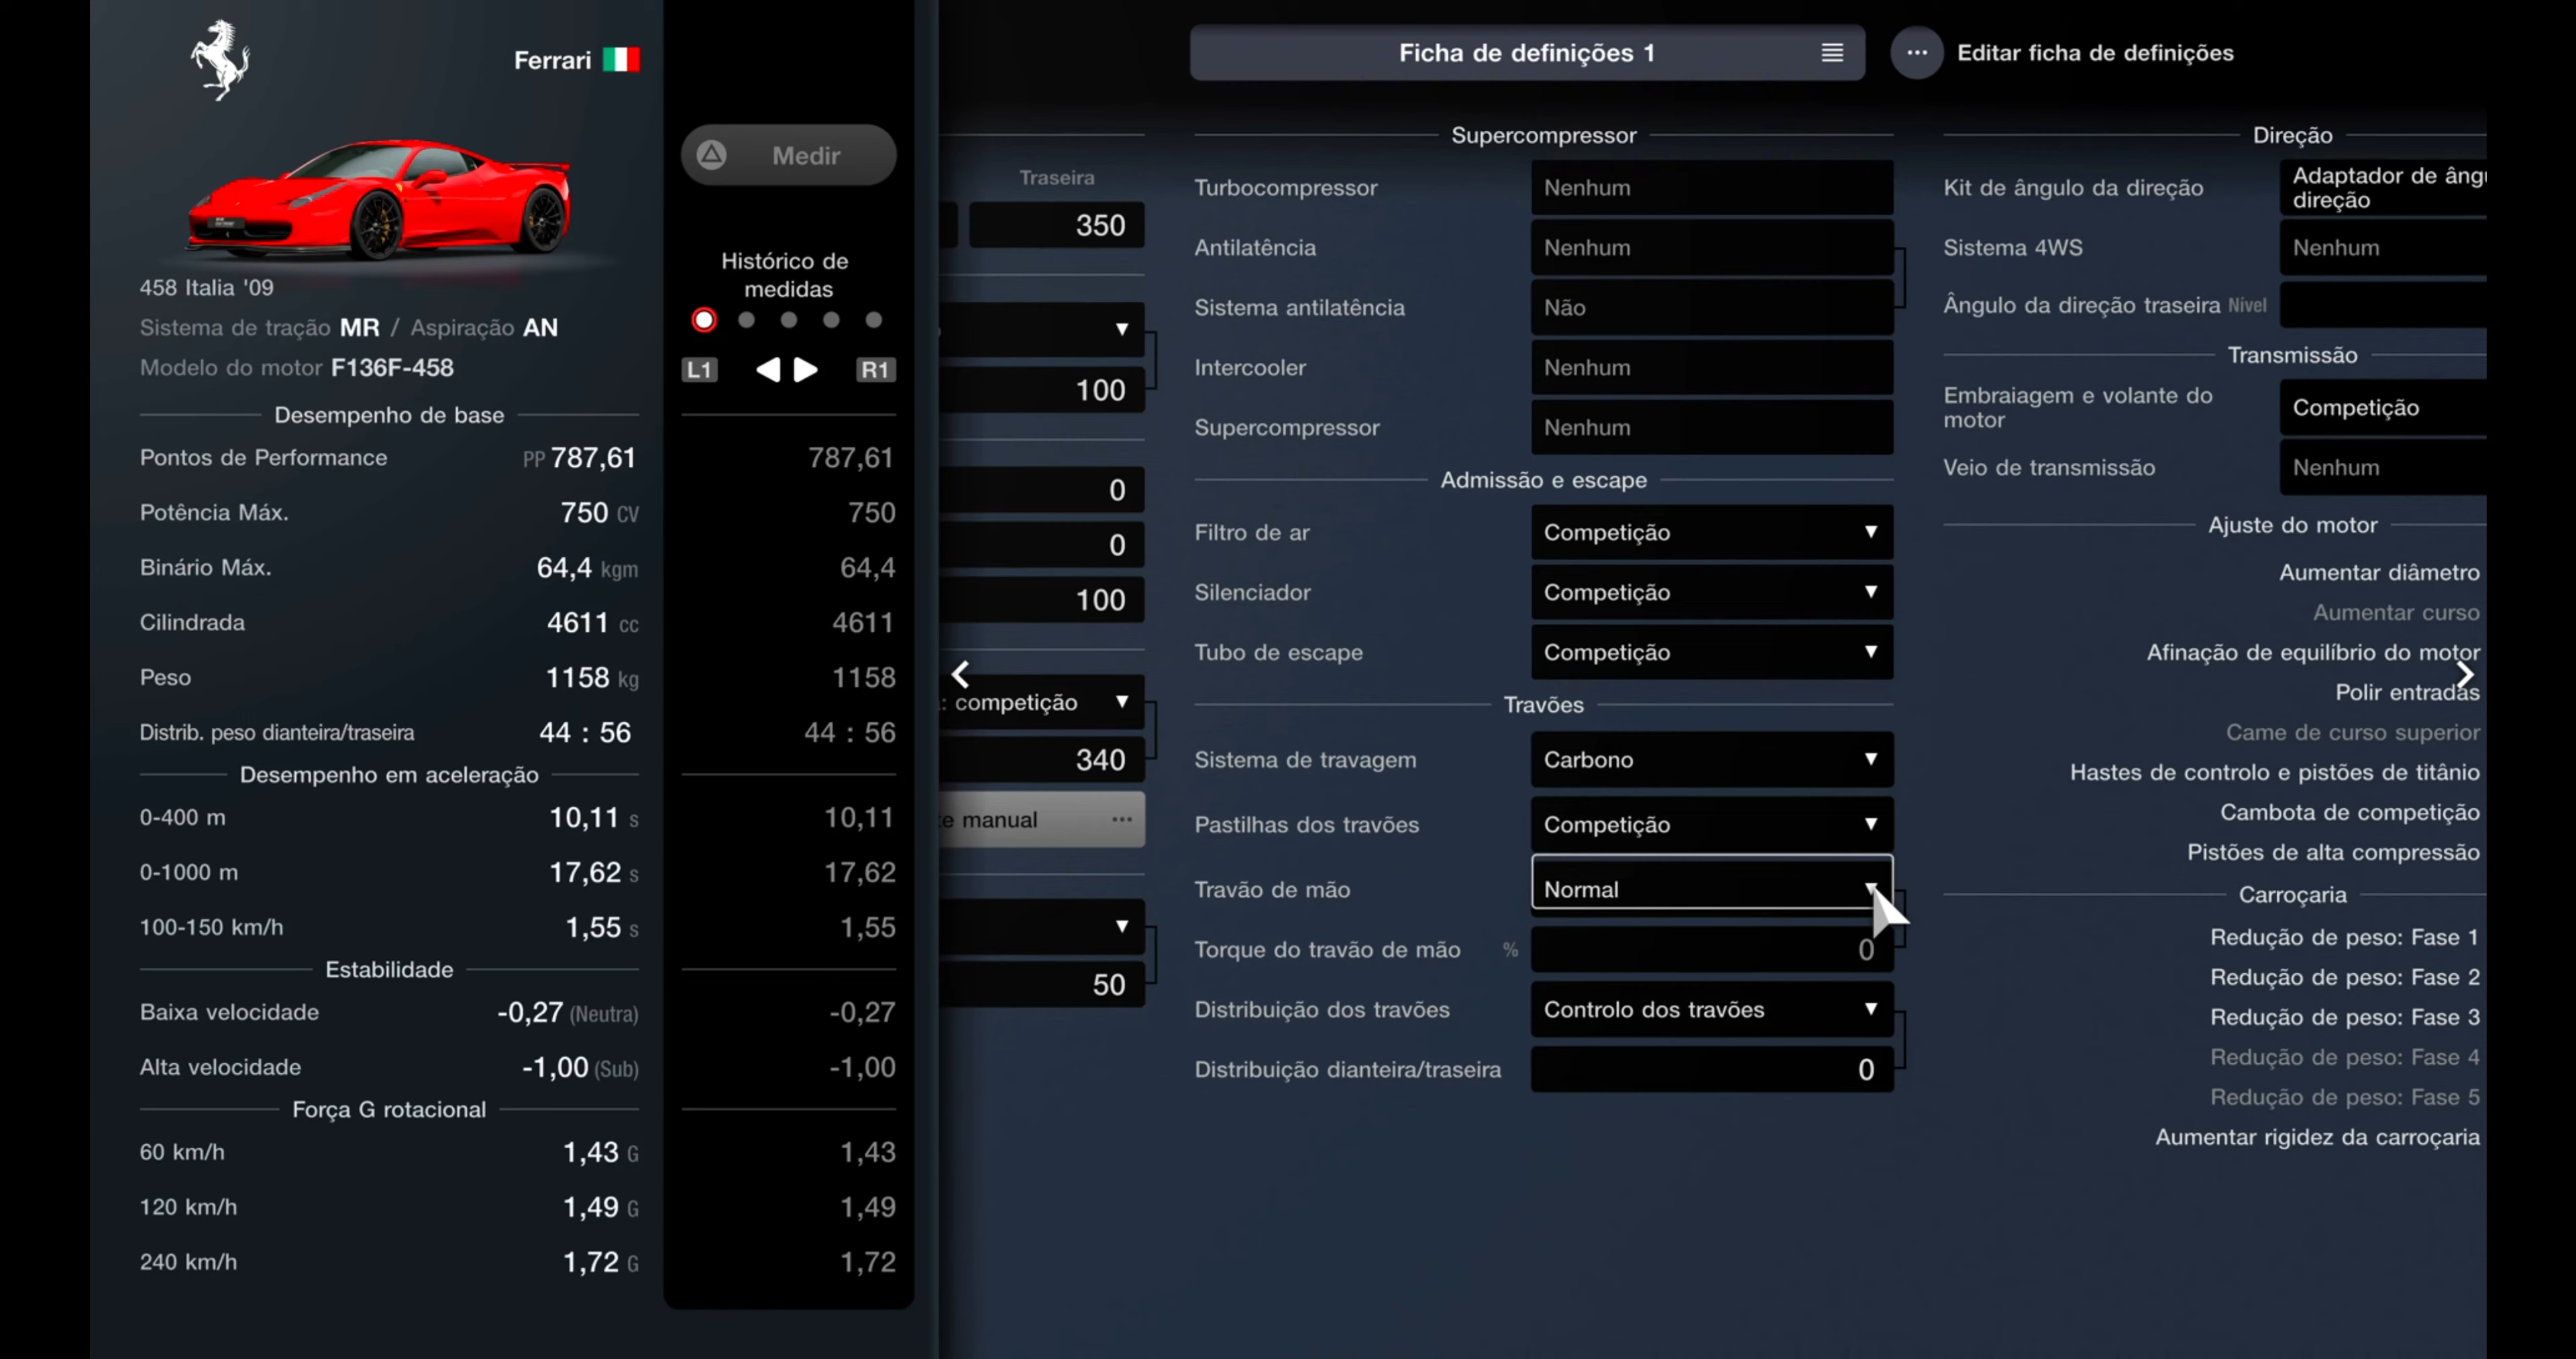 Ferrari
458 Italia '09
Sistema de tração MR / Aspiração AN
Modelo do motor F136F-458
Desempenho de base
Pontos de Performance PP 787,61
Potência Máx. 750 CV
Binário Máx. 64,4 kgm
Cilindrada 4611 cc
Peso 1158 kg
Distrib. peso dianteira/traseira 44 : 56
Desempenho em aceleração
0-400 m 10,11 s
0-1000 m 17,62 s
100-150 km/h 1,55 s
Estabilidade
Baixa velocidade -0,27 (Neutra)
Alta velocidade -1,00 (Sub)
Força G rotacional
60 km/h 1,43 G
120 km/h 1,49 G
240 km/h 1,72 G
Medir
Histórico de
medidas
L1 R1
787,61
750
64,4
4611
1158
44 : 56
10,11
17,62
1,55
-0,27
-1,00
1,43
1,49
1,72
Ficha de definições 1
Editar ficha de definições
Traseira
350
100
0
0
100
: competição
340
te manual
50
Supercompressor
Turbocompressor Nenhum
Antilatência Nenhum
Sistema antilatência Não
Intercooler Nenhum
Supercompressor Nenhum
Admissão e escape
Filtro de ar Competição
Silenciador Competição
Tubo de escape Competição
Travões
Sistema de travagem Carbono
Pastilhas dos travões Competição
Travão de mão Normal
Torque do travão de mão % 0
Distribuição dos travões Controlo dos travões
Distribuição dianteira/traseira 0
Direção
Kit de ângulo da direção Adaptador de âng
direção
Sistema 4WS Nenhum
Ângulo da direção traseira Nível
Transmissão
Embraiagem e volante do
motor Competição
Veio de transmissão Nenhum
Ajuste do motor
Aumentar diâmetro
Aumentar curso
Afinação de equilíbrio do motor
Polir entradas
Came de curso superior
Hastes de controlo e pistões de titânio
Cambota de competição
Pistões de alta compressão
Carroçaria
Redução de peso: Fase 1
Redução de peso: Fase 2
Redução de peso: Fase 3
Redução de peso: Fase 4
Redução de peso: Fase 5
Aumentar rigidez da carroçaria